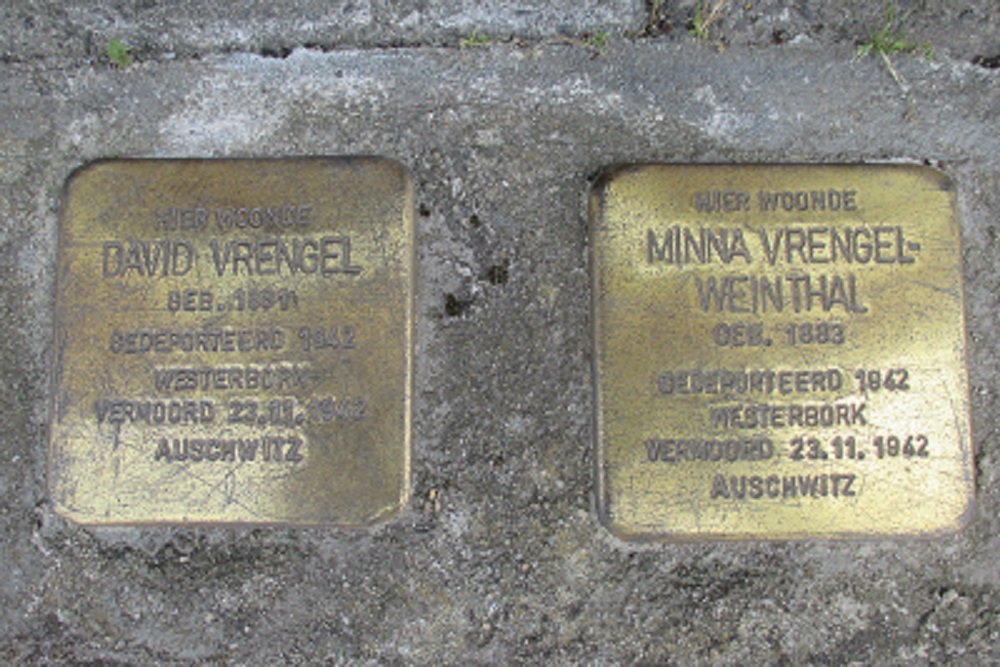 HIER WOONDE
DAVID VRENGEL
GEB.
GEDEPORTEERD 1942
WESTERBORK
VERMOORD 23.11.1942
AUSCHWITZ
HIER WOONDE
MINNA VRENGEL-
WEINTHAL
GEB. 1883
GEDEPORTEERD 1942
WESTERBORK
VERMOORD 23.11.1942
AUSCHWITZ